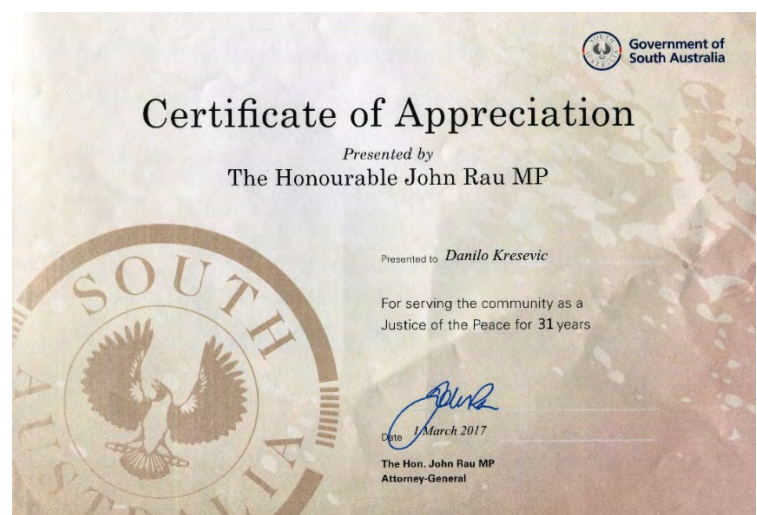 Government of
South Australia
Certificate of Appreciation
Presented by
The Honourable John Rau MP
Presented to Danilo Kresevic
For serving the community as a
Justice of the Peace for 31 years
SOUTH
AUSTRALIA
Date 1 March 2017
The Hon. John Rau MP
Attorney-General